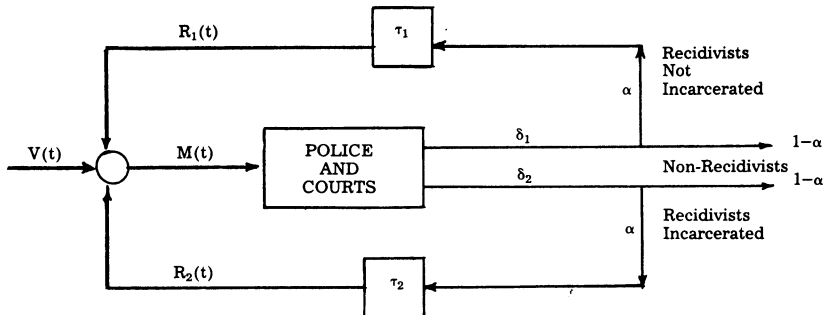 R₁(t)
τ₁
Recidivists
Not
Incarcerated
α
V(t)
M(t)
POLICE
AND
COURTS
δ₁
1-α
Non-Recidivists
δ₂
1-α
α
Recidivists
Incarcerated
R₂(t)
τ₂